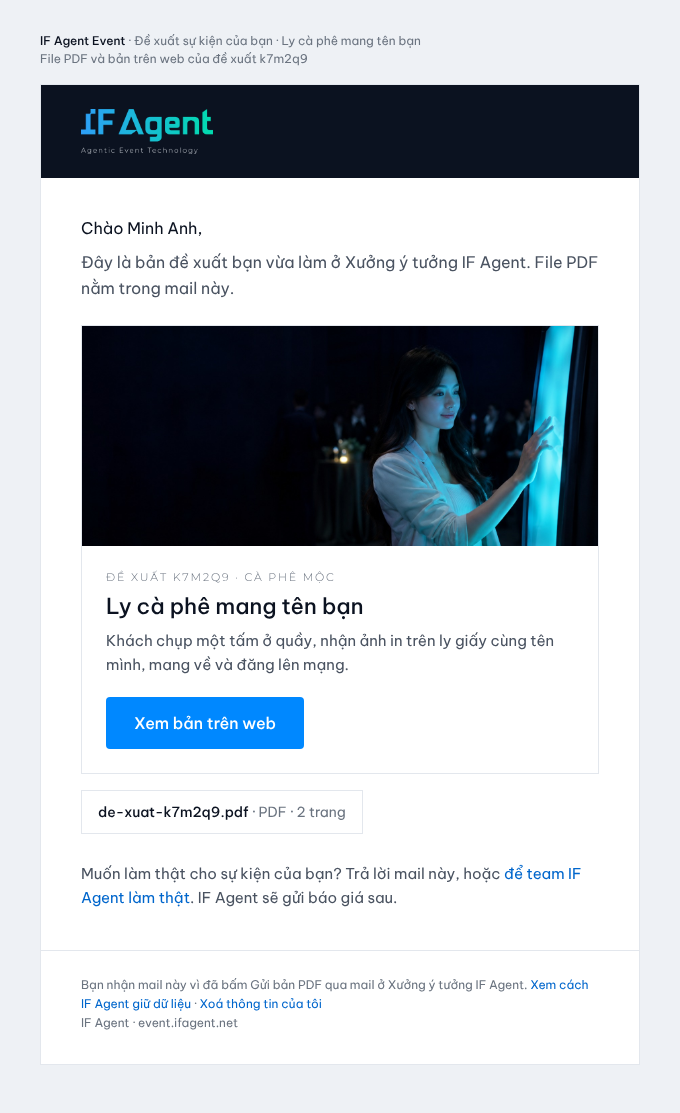 IF Agent Event · Đề xuất sự kiện của bạn · Ly cà phê mang tên bạn
File PDF và bản trên web của đề xuất k7m2q9
IF Agent
Agentic Event Technology
Chào Minh Anh,
Đây là bản đề xuất bạn vừa làm ở Xưởng ý tưởng IF Agent. File PDF
nằm trong mail này.
ĐỀ XUẤT K7M2Q9 · CÀ PHÊ MỘC
Ly cà phê mang tên bạn
Khách chụp một tấm ở quầy, nhận ảnh in trên ly giấy cùng tên
mình, mang về và đăng lên mạng.
Xem bản trên web
de-xuat-k7m2q9.pdf · PDF · 2 trang
Muốn làm thật cho sự kiện của bạn? Trả lời mail này, hoặc để team IF
Agent làm thật. IF Agent sẽ gửi báo giá sau.
Bạn nhận mail này vì đã bấm Gửi bản PDF qua mail ở Xưởng ý tưởng IF Agent. Xem cách
IF Agent giữ dữ liệu · Xoá thông tin của tôi
IF Agent · event.ifagent.net